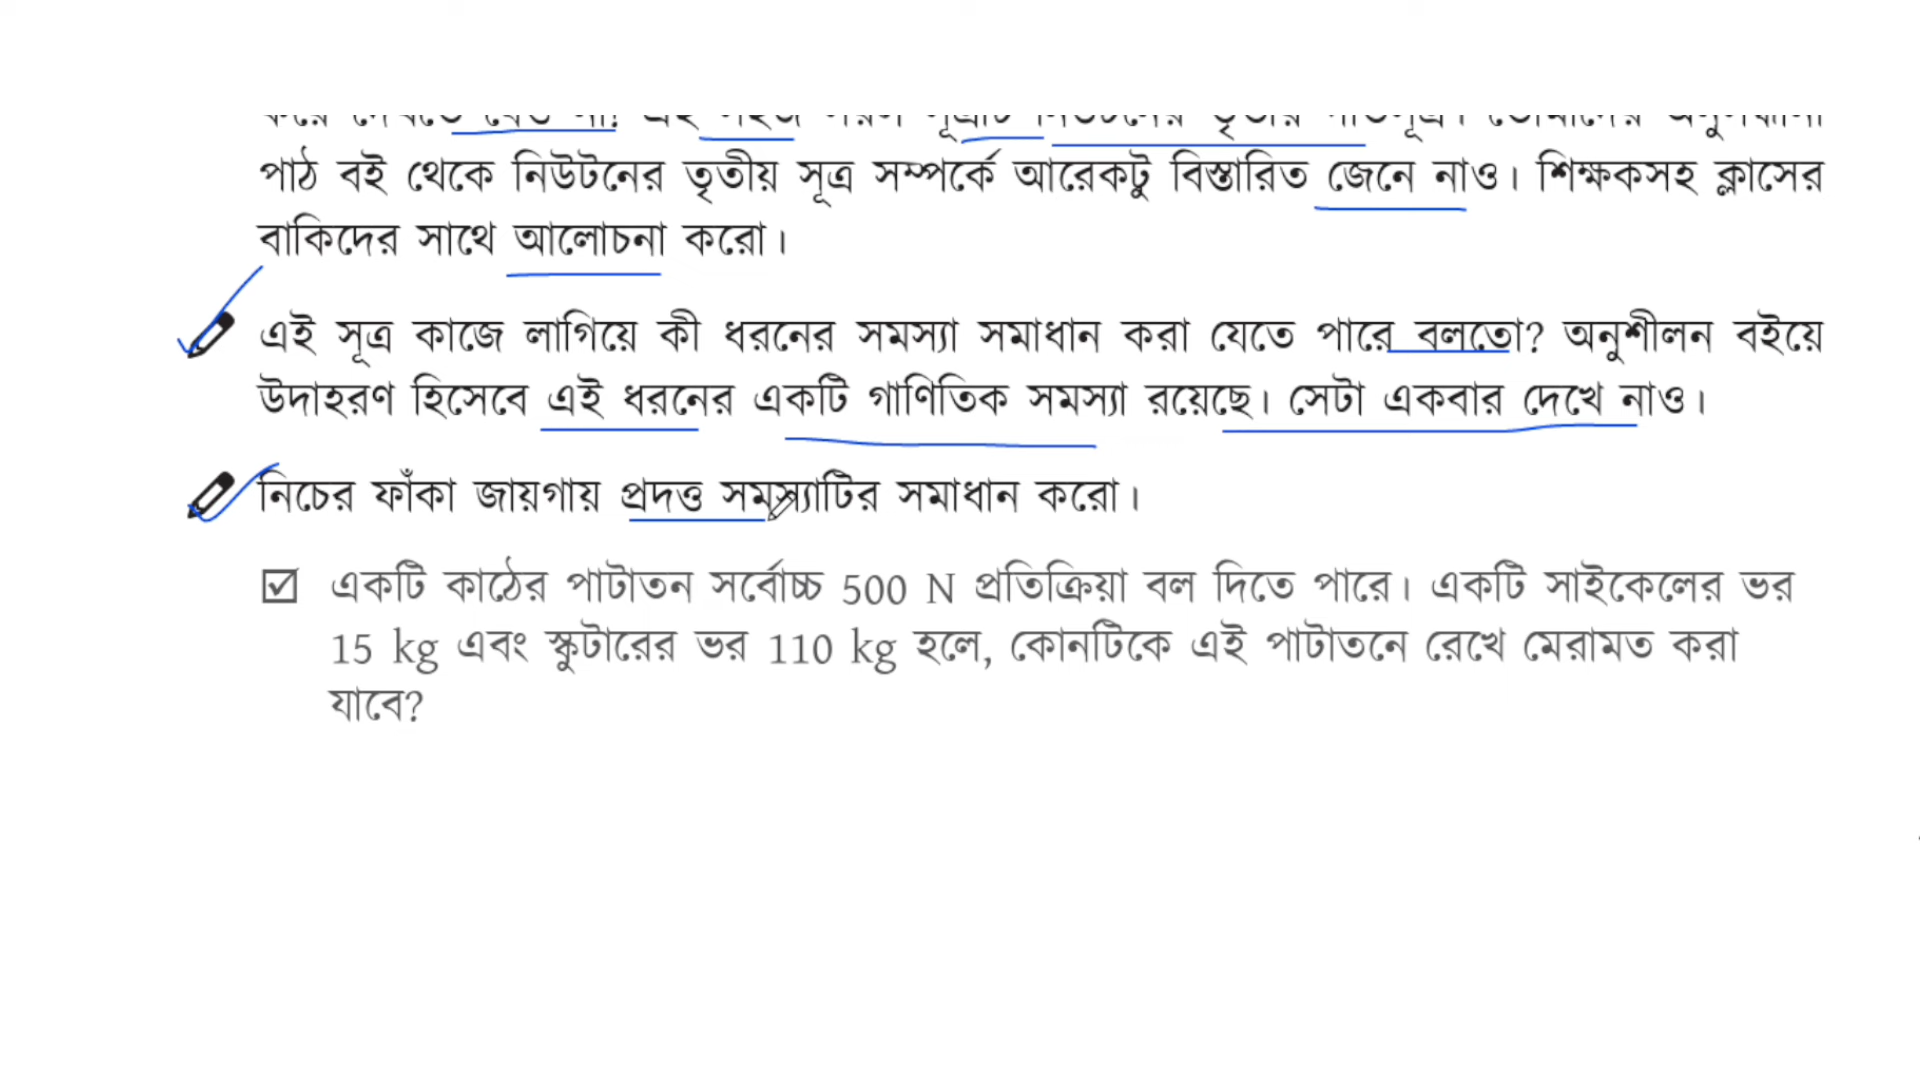 পাঠ বই থেকে নিউটনের তৃতীয় সূত্র সম্পর্কে আরেকটু বিস্তারিত জেনে নাও। শিক্ষকসহ ক্লাসের
বাকিদের সাথে আলোচনা করো।
এই সূত্র কাজে লাগিয়ে কী ধরনের সমস্যা সমাধান করা যেতে পারে বলতো? অনুশীলন বইয়ে
উদাহরণ হিসেবে এই ধরনের একটি গাণিতিক সমস্যা রয়েছে। সেটা একবার দেখে নাও।
নিচের ফাঁকা জায়গায় প্রদত্ত সমস্যাটির সমাধান করো।
একটি কাঠের পাটাতন সর্বোচ্চ 500 N প্রতিক্রিয়া বল দিতে পারে। একটি সাইকেলের ভর
15 kg এবং স্কুটারের ভর 110 kg হলে, কোনটিকে এই পাটাতনে রেখে মেরামত করা
যাবে?